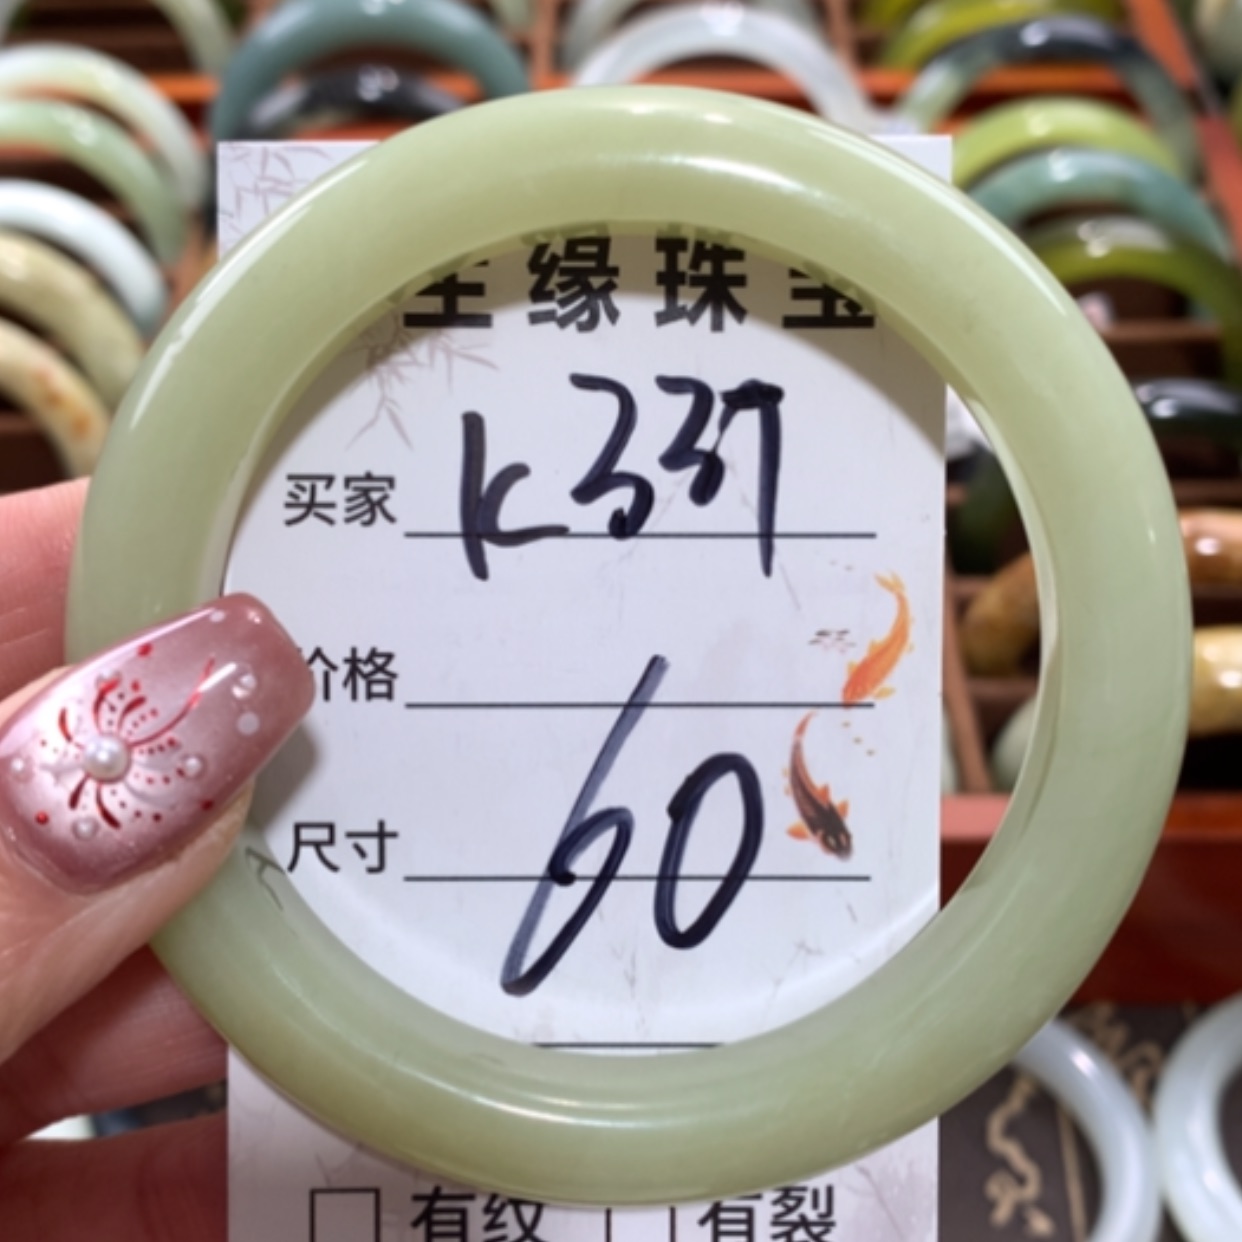 缘珠宝
买家 K337
价格
尺寸 60
有纹 有裂